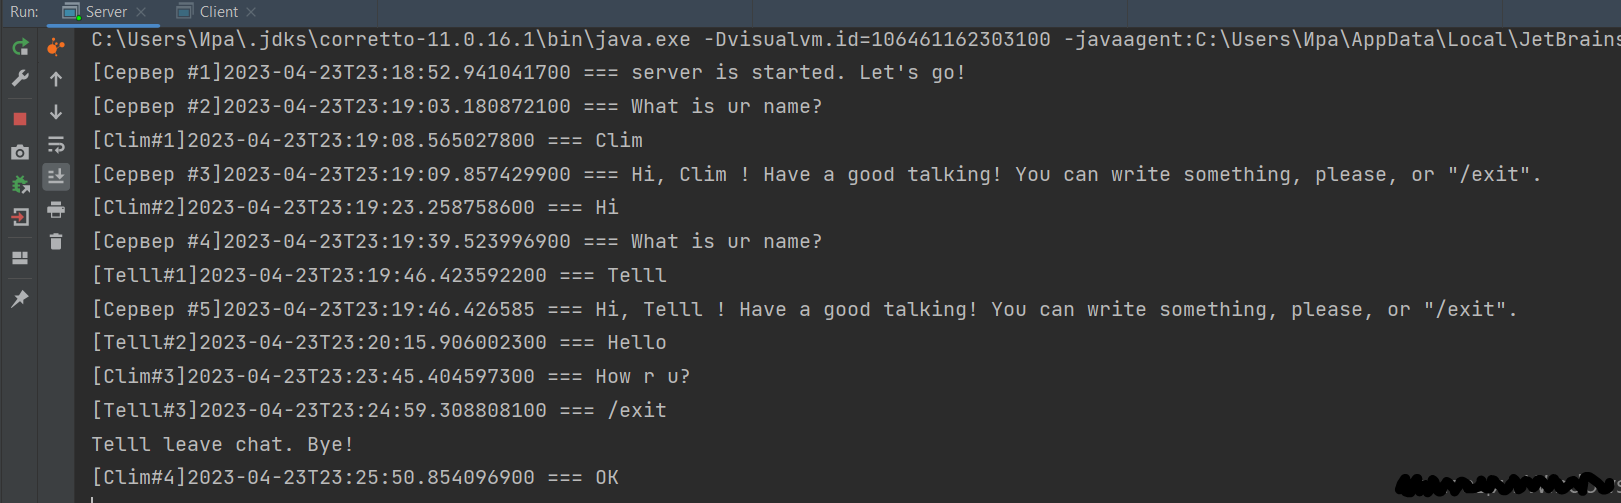 Run: Server Client
C:\Users\Ира\.jdks\corretto-11.0.16.1\bin\java.exe -Dvisualvm.id=106461162303100 -javaagent:C:\Users\Ира\AppData\Local\JetBrains
[Сервер #1]2023-04-23T23:18:52.941041700 === server is started. Let's go!
[Сервер #2]2023-04-23T23:19:03.180872100 === What is ur name?
[Clim#1]2023-04-23T23:19:08.565027800 === Clim
[Сервер #3]2023-04-23T23:19:09.857429900 === Hi, Clim ! Have a good talking! You can write something, please, or "/exit".
[Clim#2]2023-04-23T23:19:23.258758600 === Hi
[Сервер #4]2023-04-23T23:19:39.523996900 === What is ur name?
[Telll#1]2023-04-23T23:19:46.423592200 === Telll
[Сервер #5]2023-04-23T23:19:46.426585 === Hi, Telll ! Have a good talking! You can write something, please, or "/exit".
[Telll#2]2023-04-23T23:20:15.906002300 === Hello
[Clim#3]2023-04-23T23:23:45.404597300 === How r u?
[Telll#3]2023-04-23T23:24:59.308808100 === /exit
Telll leave chat. Bye!
[Clim#4]2023-04-23T23:25:50.854096900 === OK